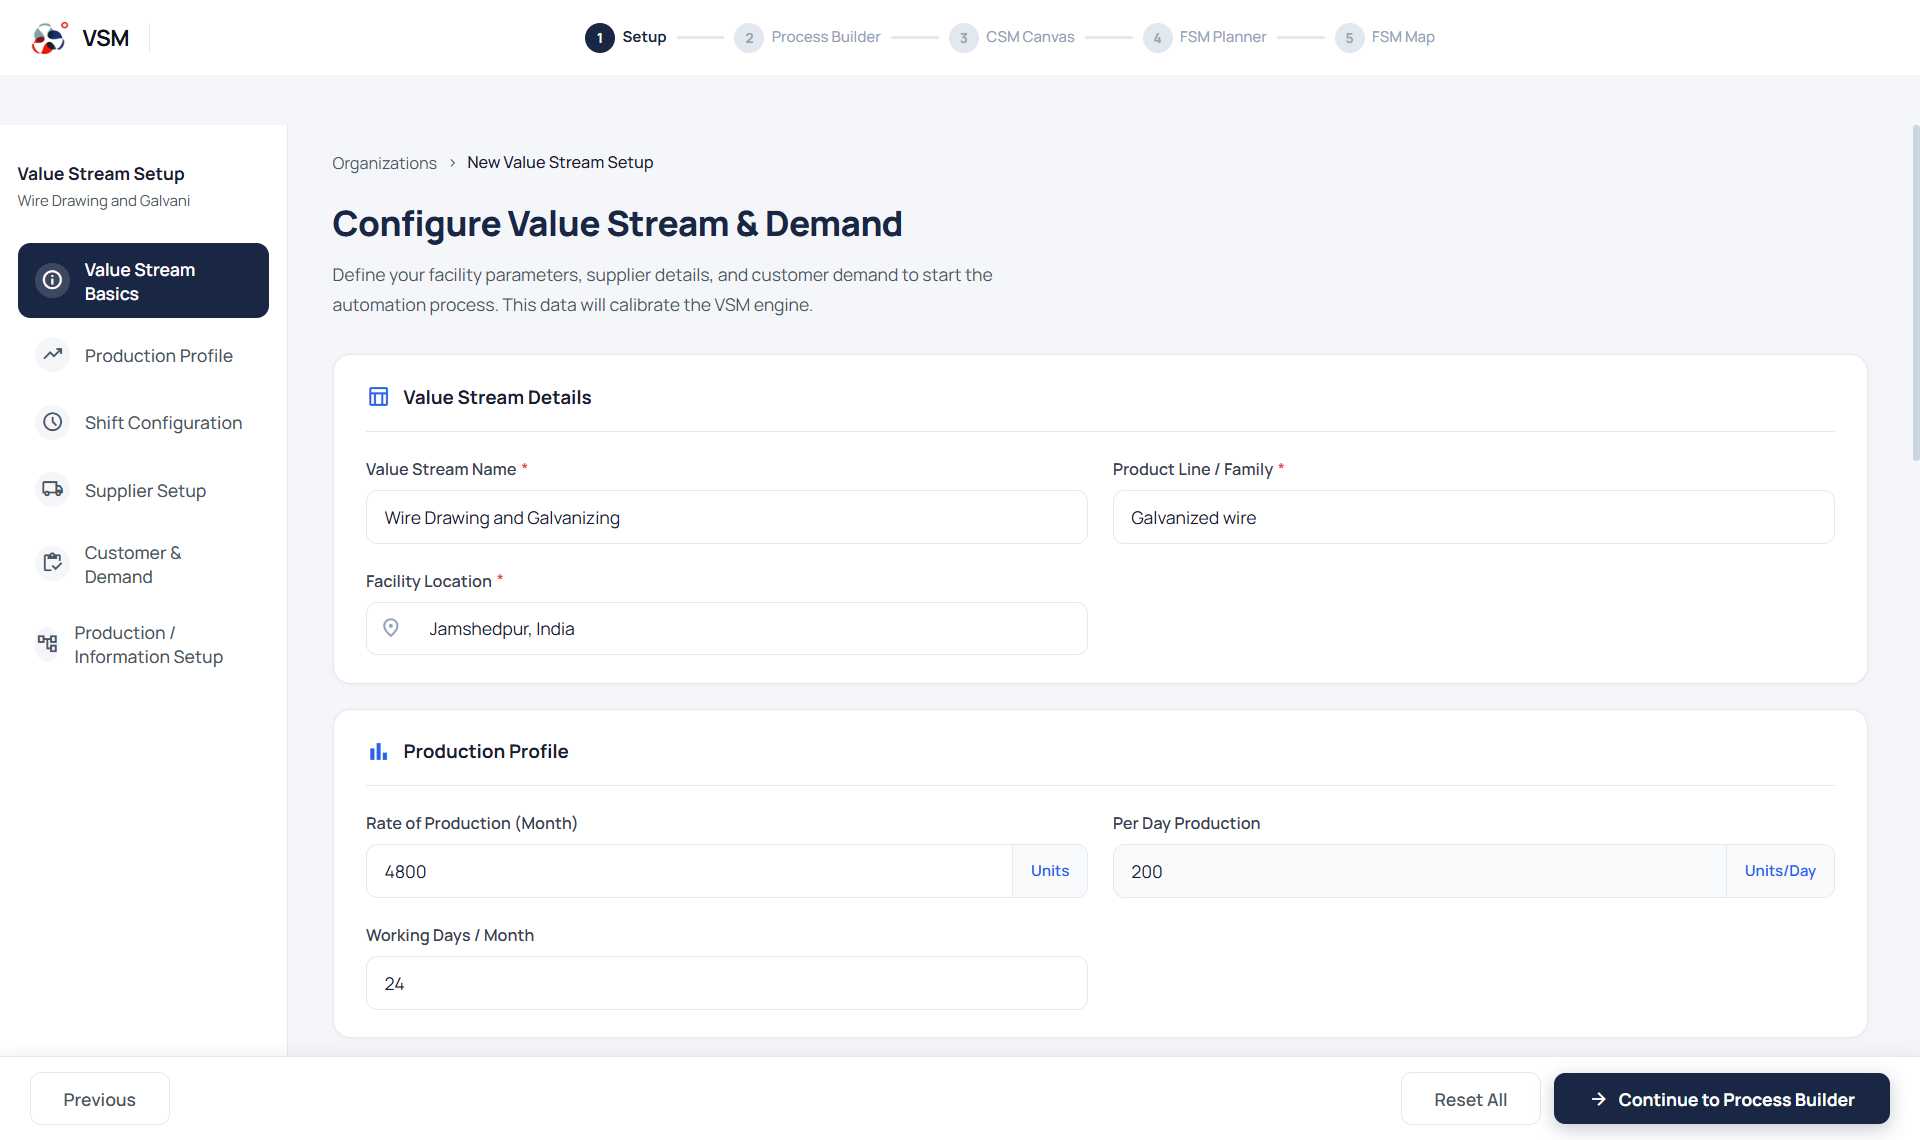 VSM
1 Setup
2 Process Builder
3 CSM Canvas
4 FSM Planner
5 FSM Map
Value Stream Setup
Wire Drawing and Galvani
Value Stream
Basics
Production Profile
Shift Configuration
Supplier Setup
Customer &
Demand
Production /
Information Setup
Organizations > New Value Stream Setup
Configure Value Stream & Demand
Define your facility parameters, supplier details, and customer demand to start the
automation process. This data will calibrate the VSM engine.
Value Stream Details
Value Stream Name *
Wire Drawing and Galvanizing
Product Line / Family *
Galvanized wire
Facility Location *
Jamshedpur, India
Production Profile
Rate of Production (Month)
4800 Units
Per Day Production
200 Units/Day
Working Days / Month
24
Previous
Reset All
→ Continue to Process Builder